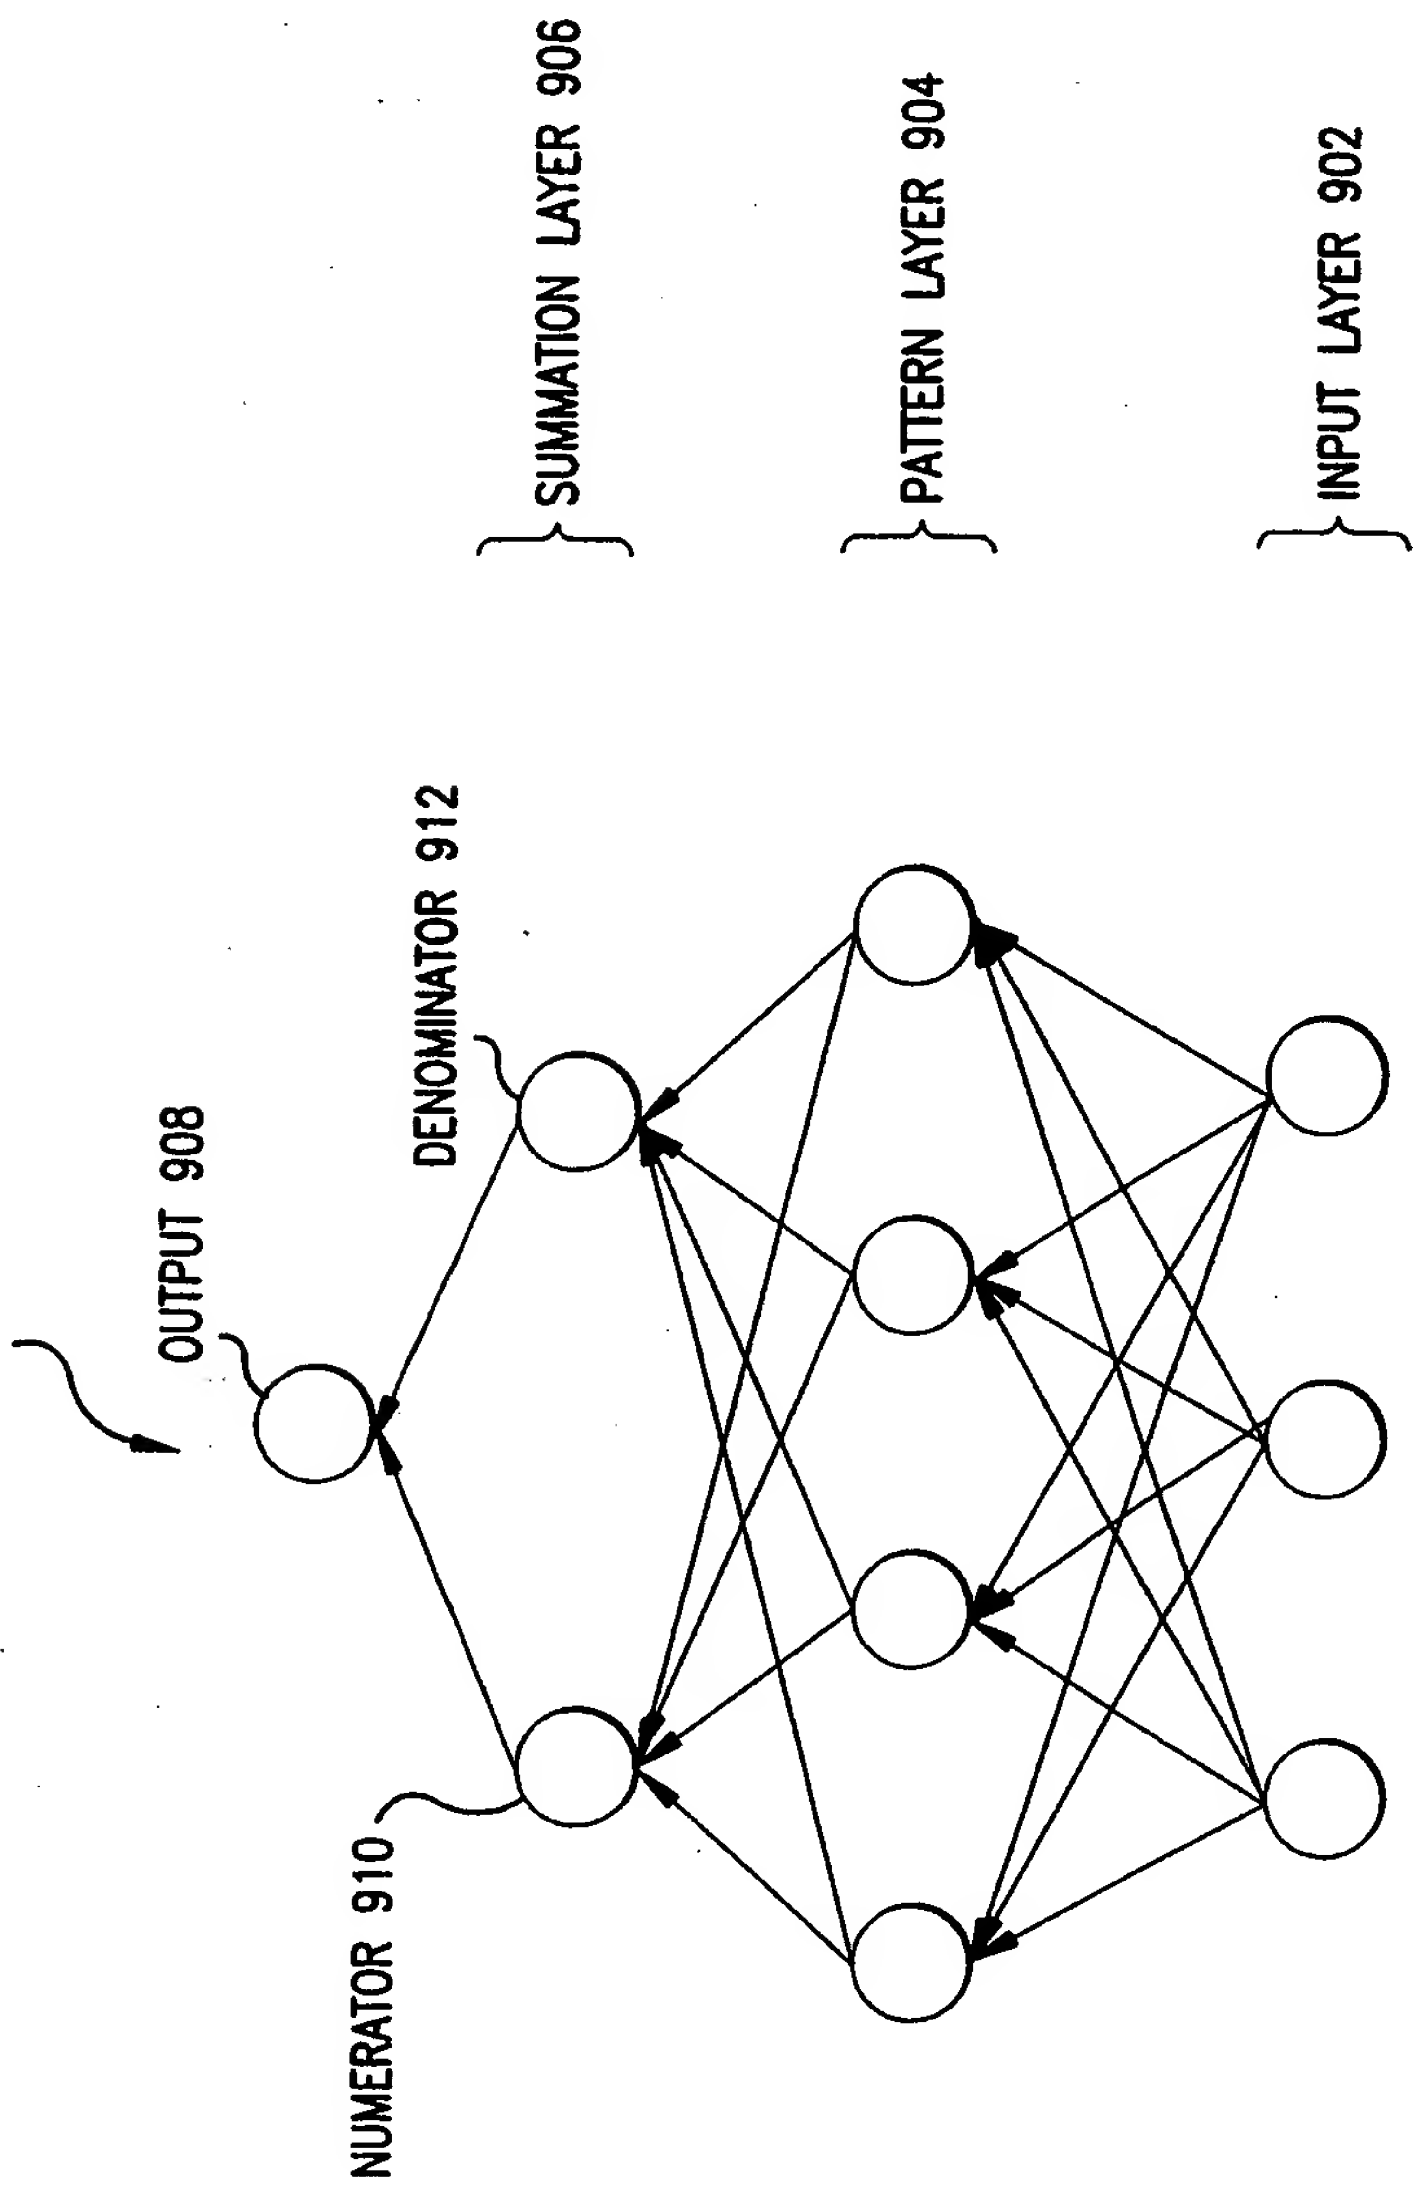 OUTPUT 908
NUMERATOR 910
DENOMINATOR 912
SUMMATION LAYER 906
PATTERN LAYER 904
INPUT LAYER 902